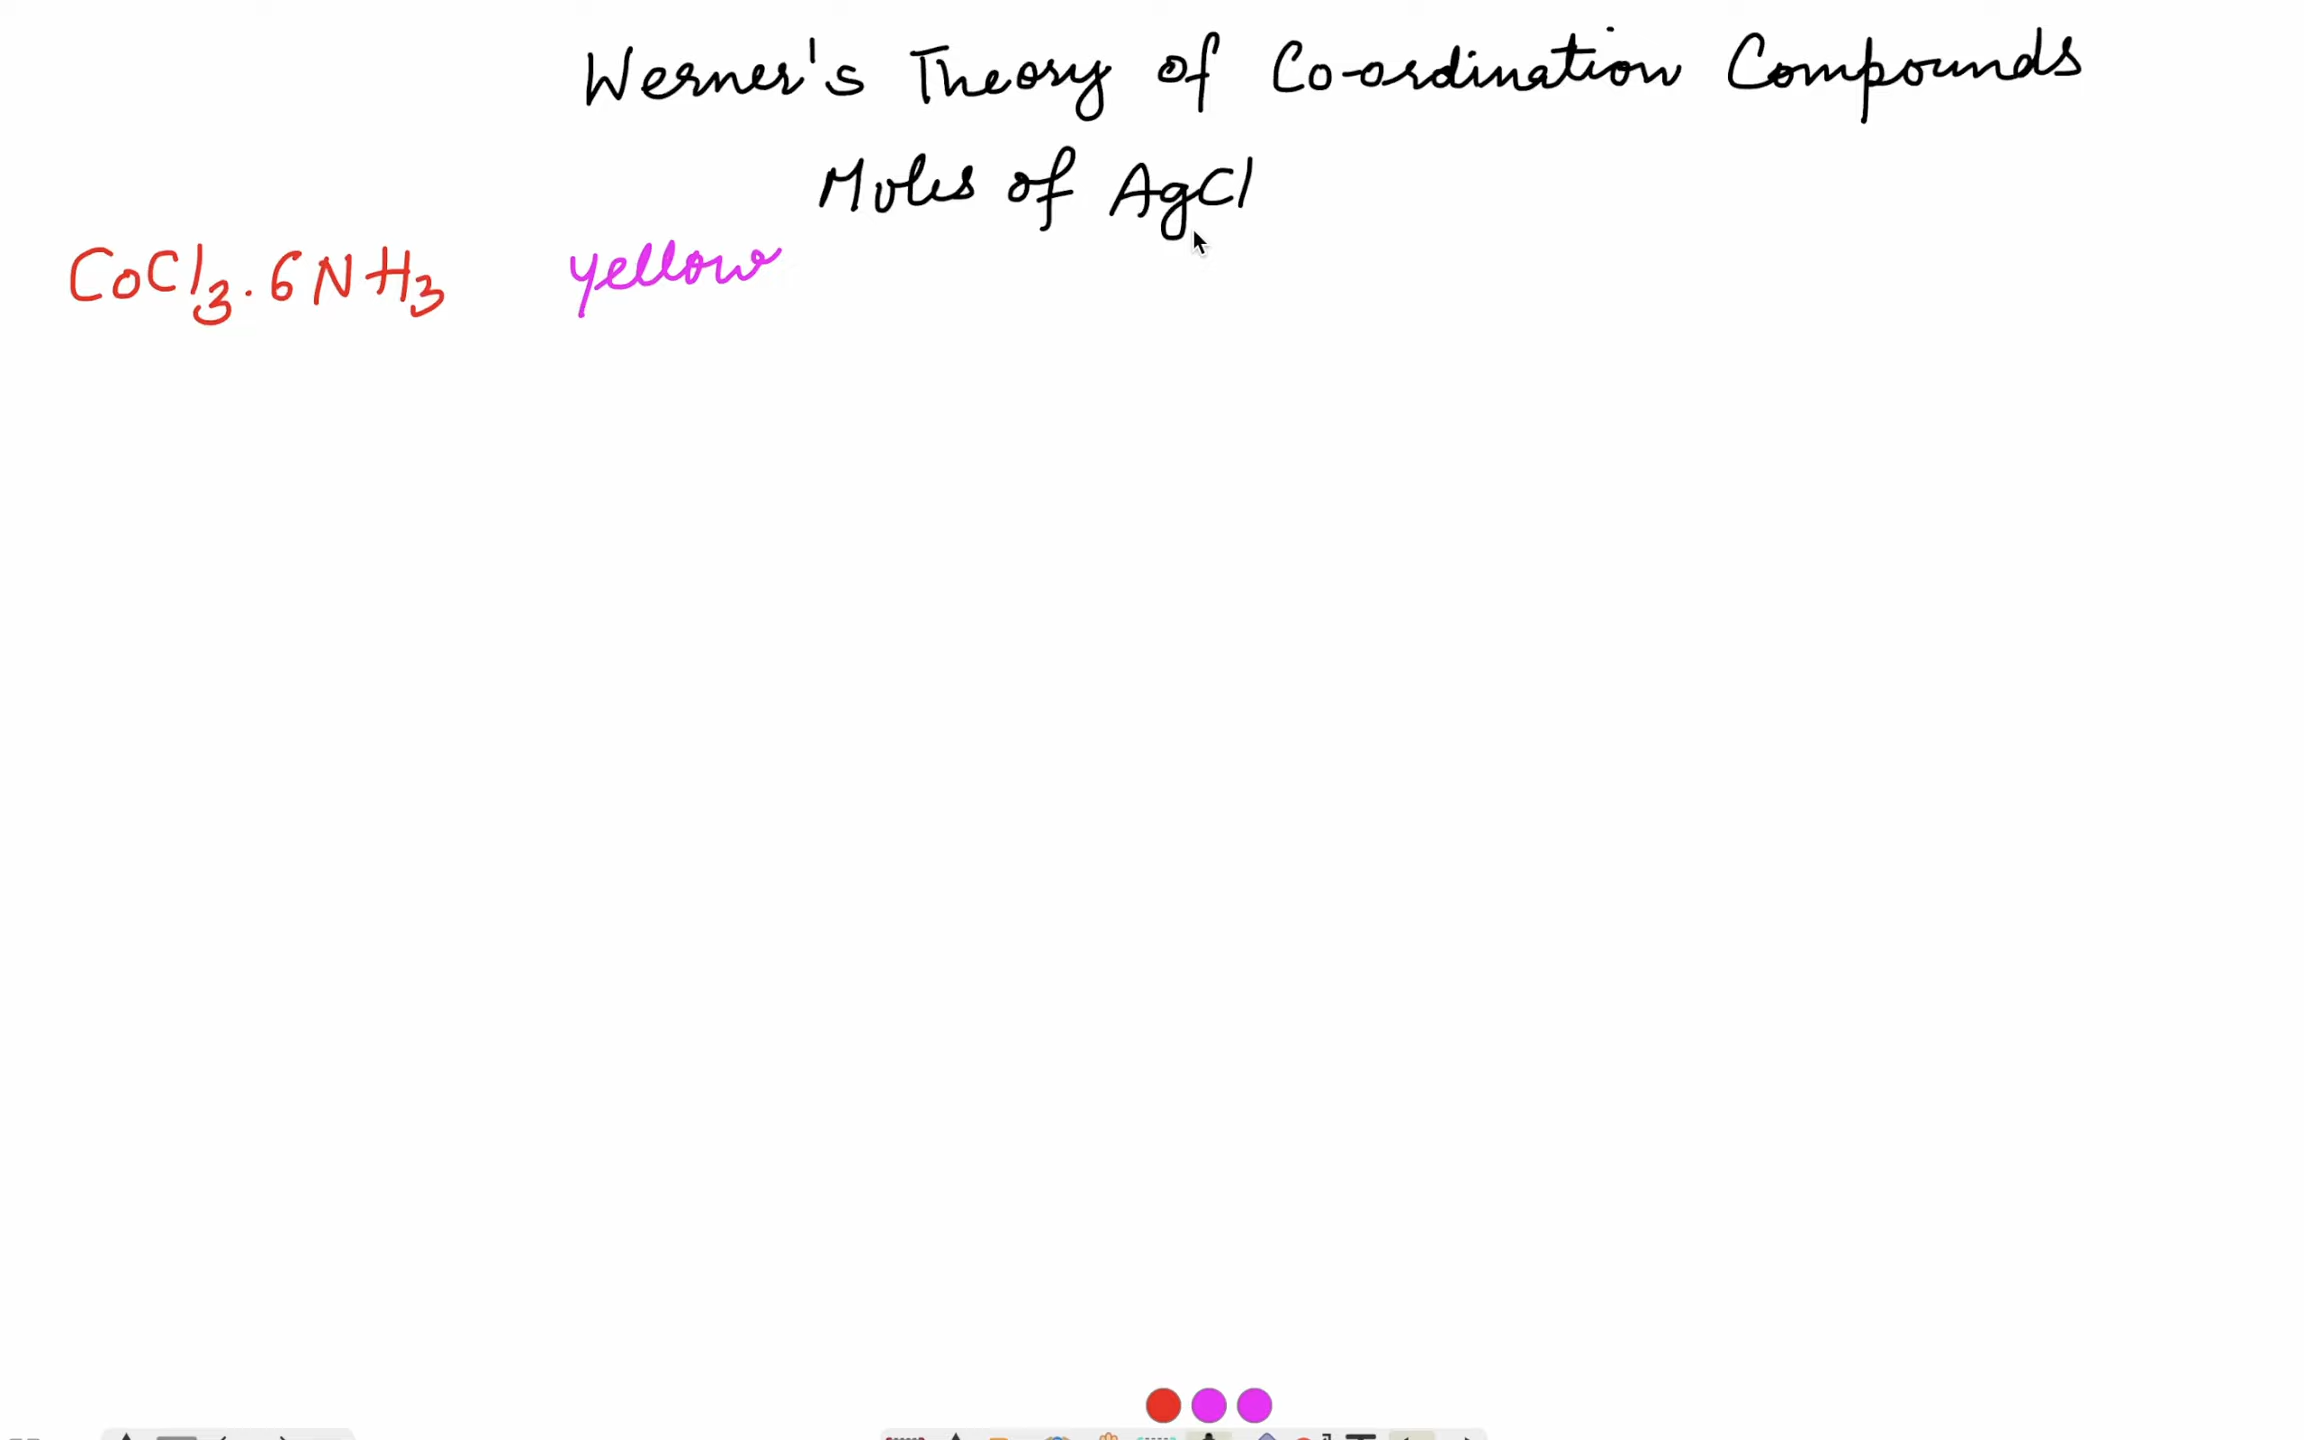 Werner's Theory of Co-ordination Compounds
Moles of AgCl
CoCl₃.6NH₃ yellow